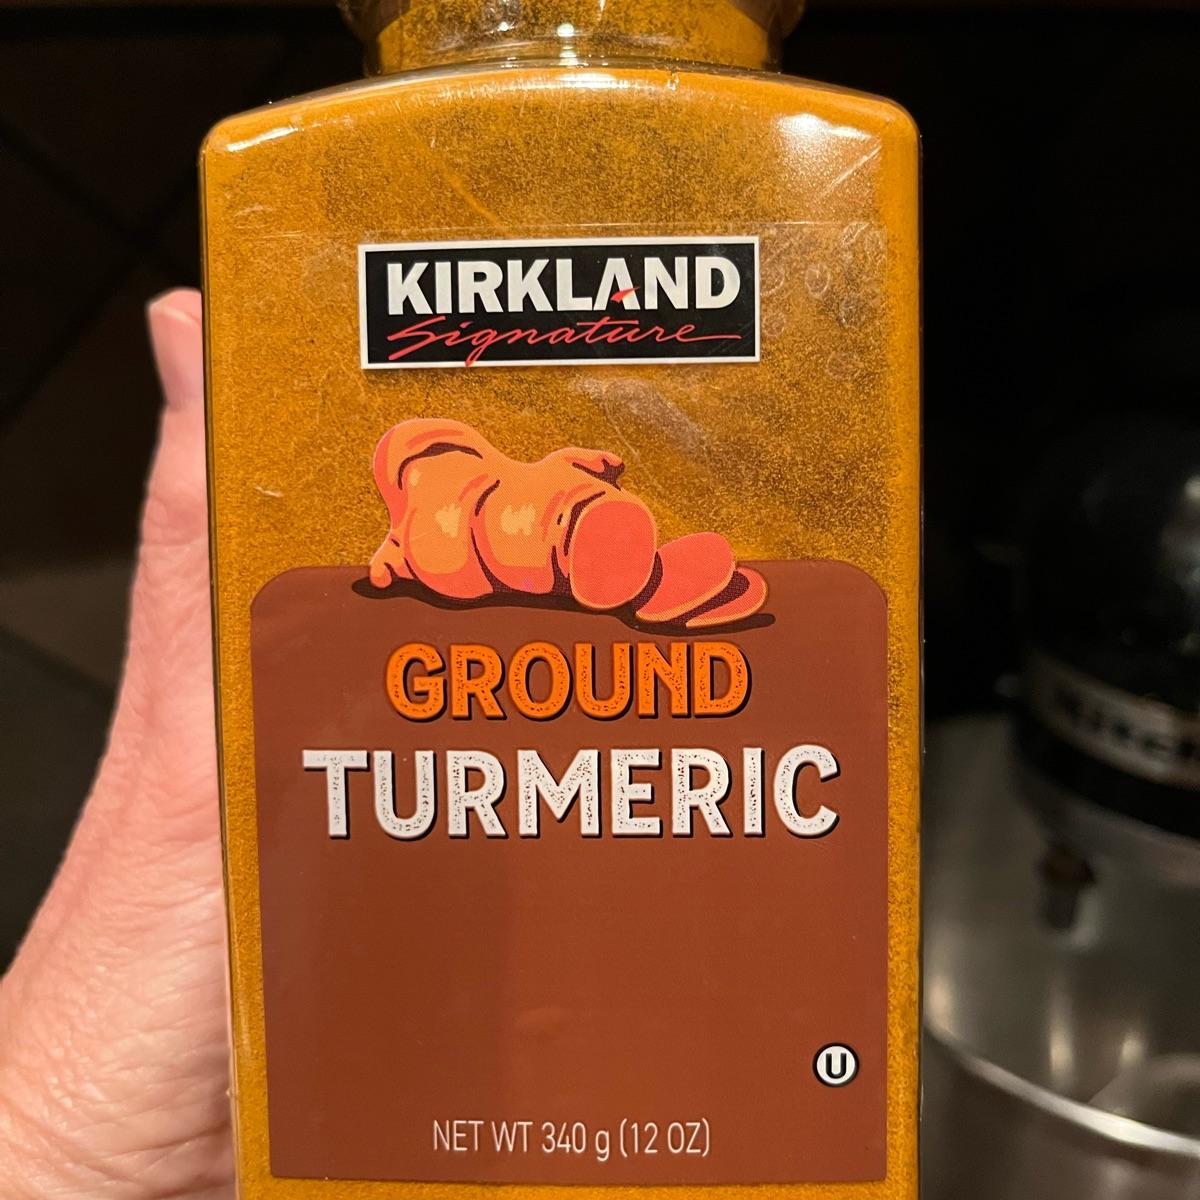 KIRKLAND
Signature
GROUND
TURMERIC
U
NET WT 340 g (12 OZ)